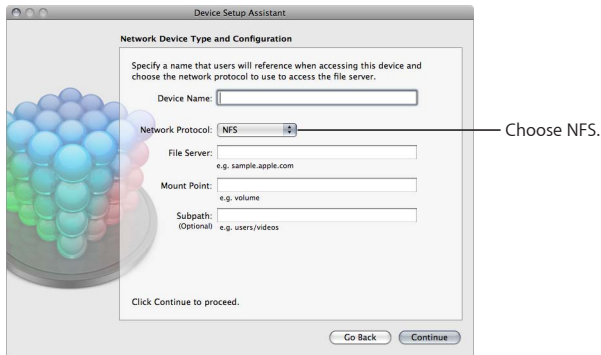 Device Setup Assistant
Network Device Type and Configuration
Specify a name that users will reference when accessing this device and
choose the network protocol to use to access the file server.
Device Name:
Network Protocol: NFS
Choose NFS.
File Server:
e.g. sample.apple.com
Mount Point:
e.g. volume
Subpath:
(Optional) e.g. users/videos
Click Continue to proceed.
Go Back Continue